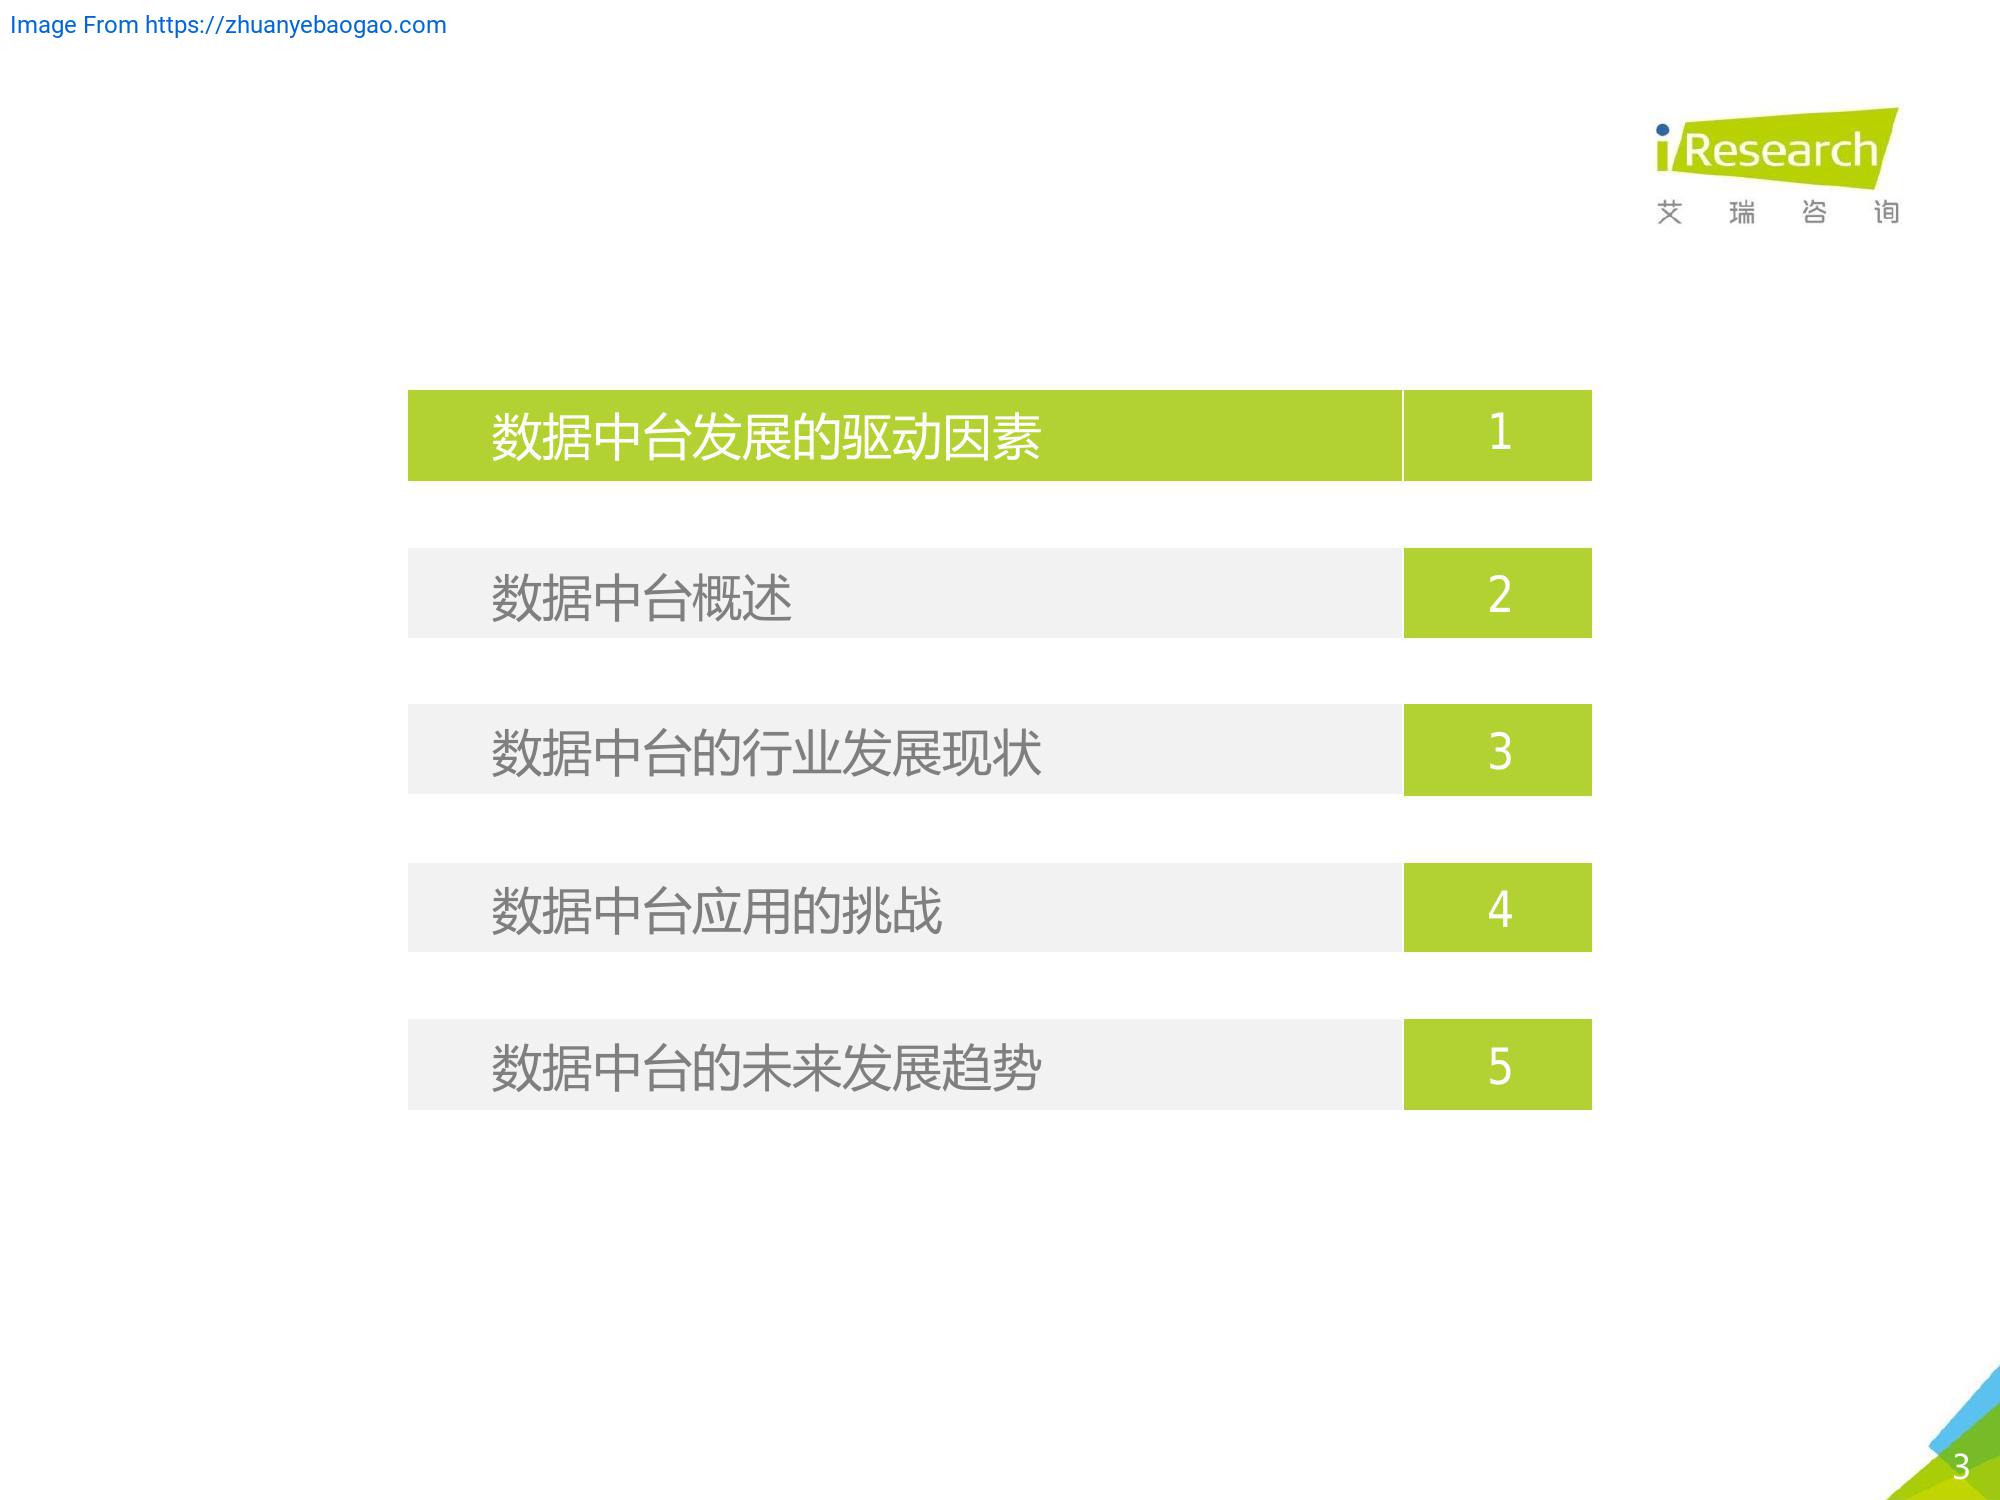 Image From https://zhuanyebaogao.com
iResearch
艾瑞咨询
数据中台发展的驱动因素 1
数据中台概述 2
数据中台的行业发展现状 3
数据中台应用的挑战 4
数据中台的未来发展趋势 5
3